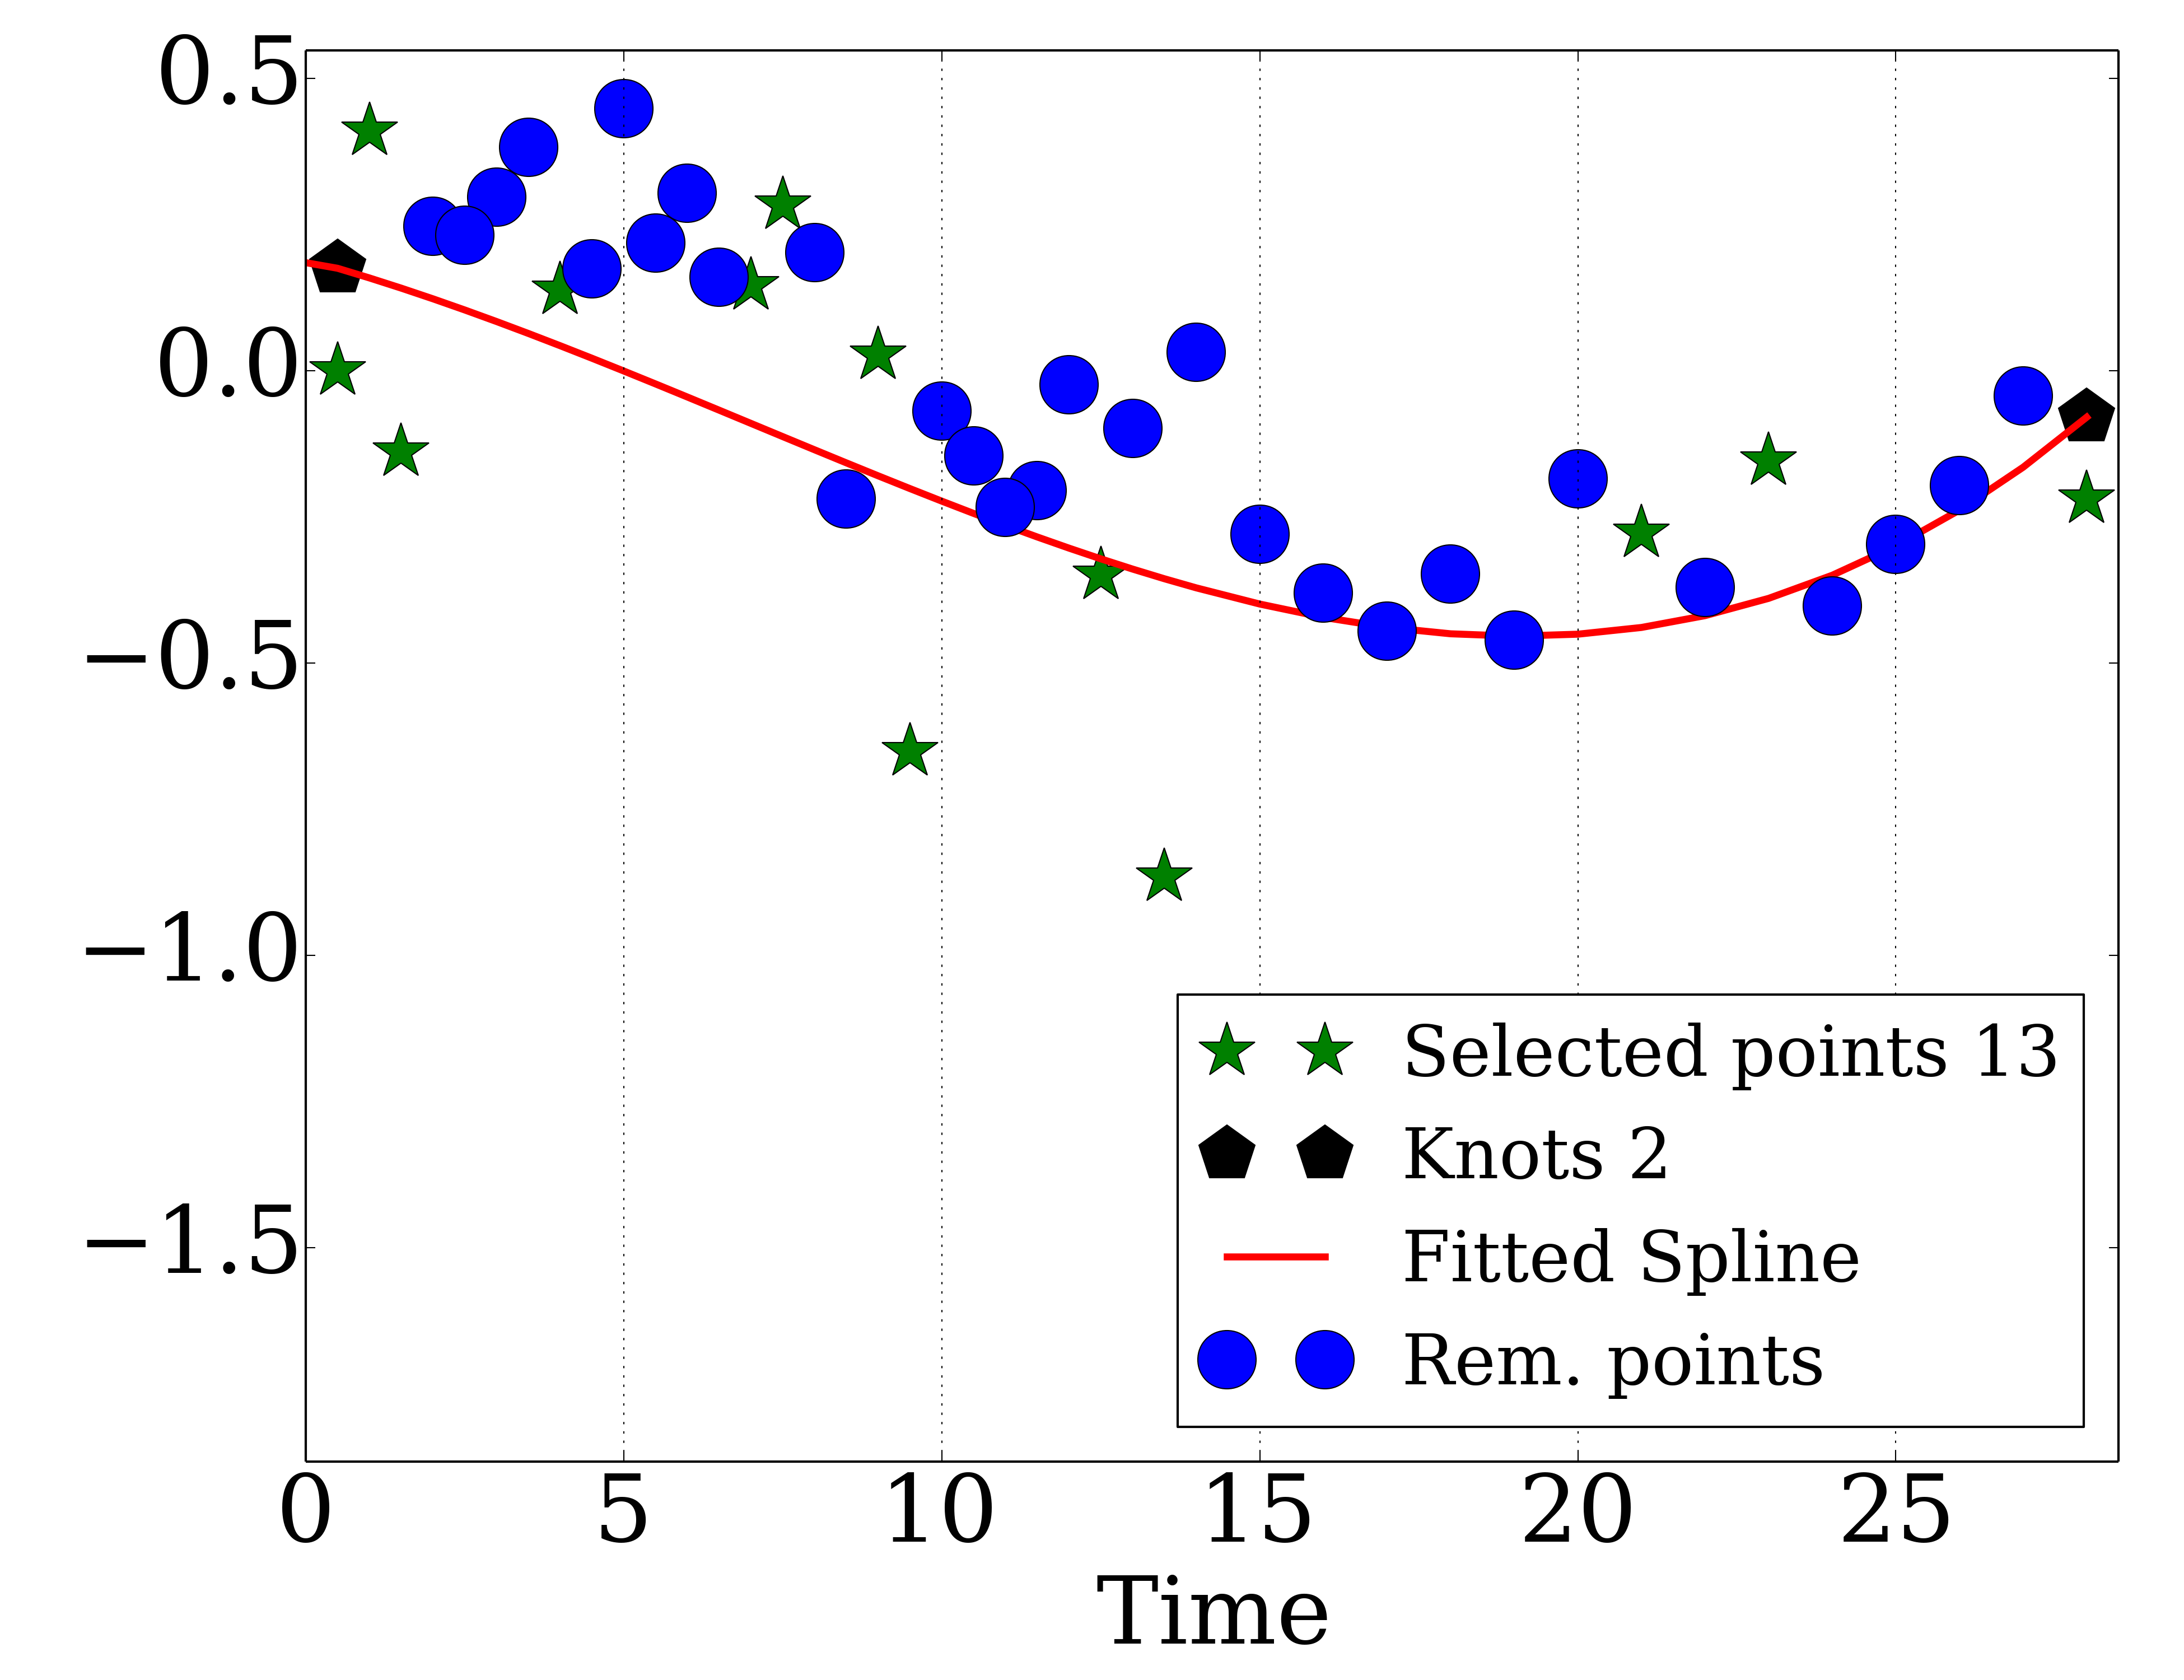 0.5
0.0
−0.5
−1.0
−1.5
Selected points 13
Knots 2
Fitted Spline
Rem. points
0 5 10 15 20 25
Time